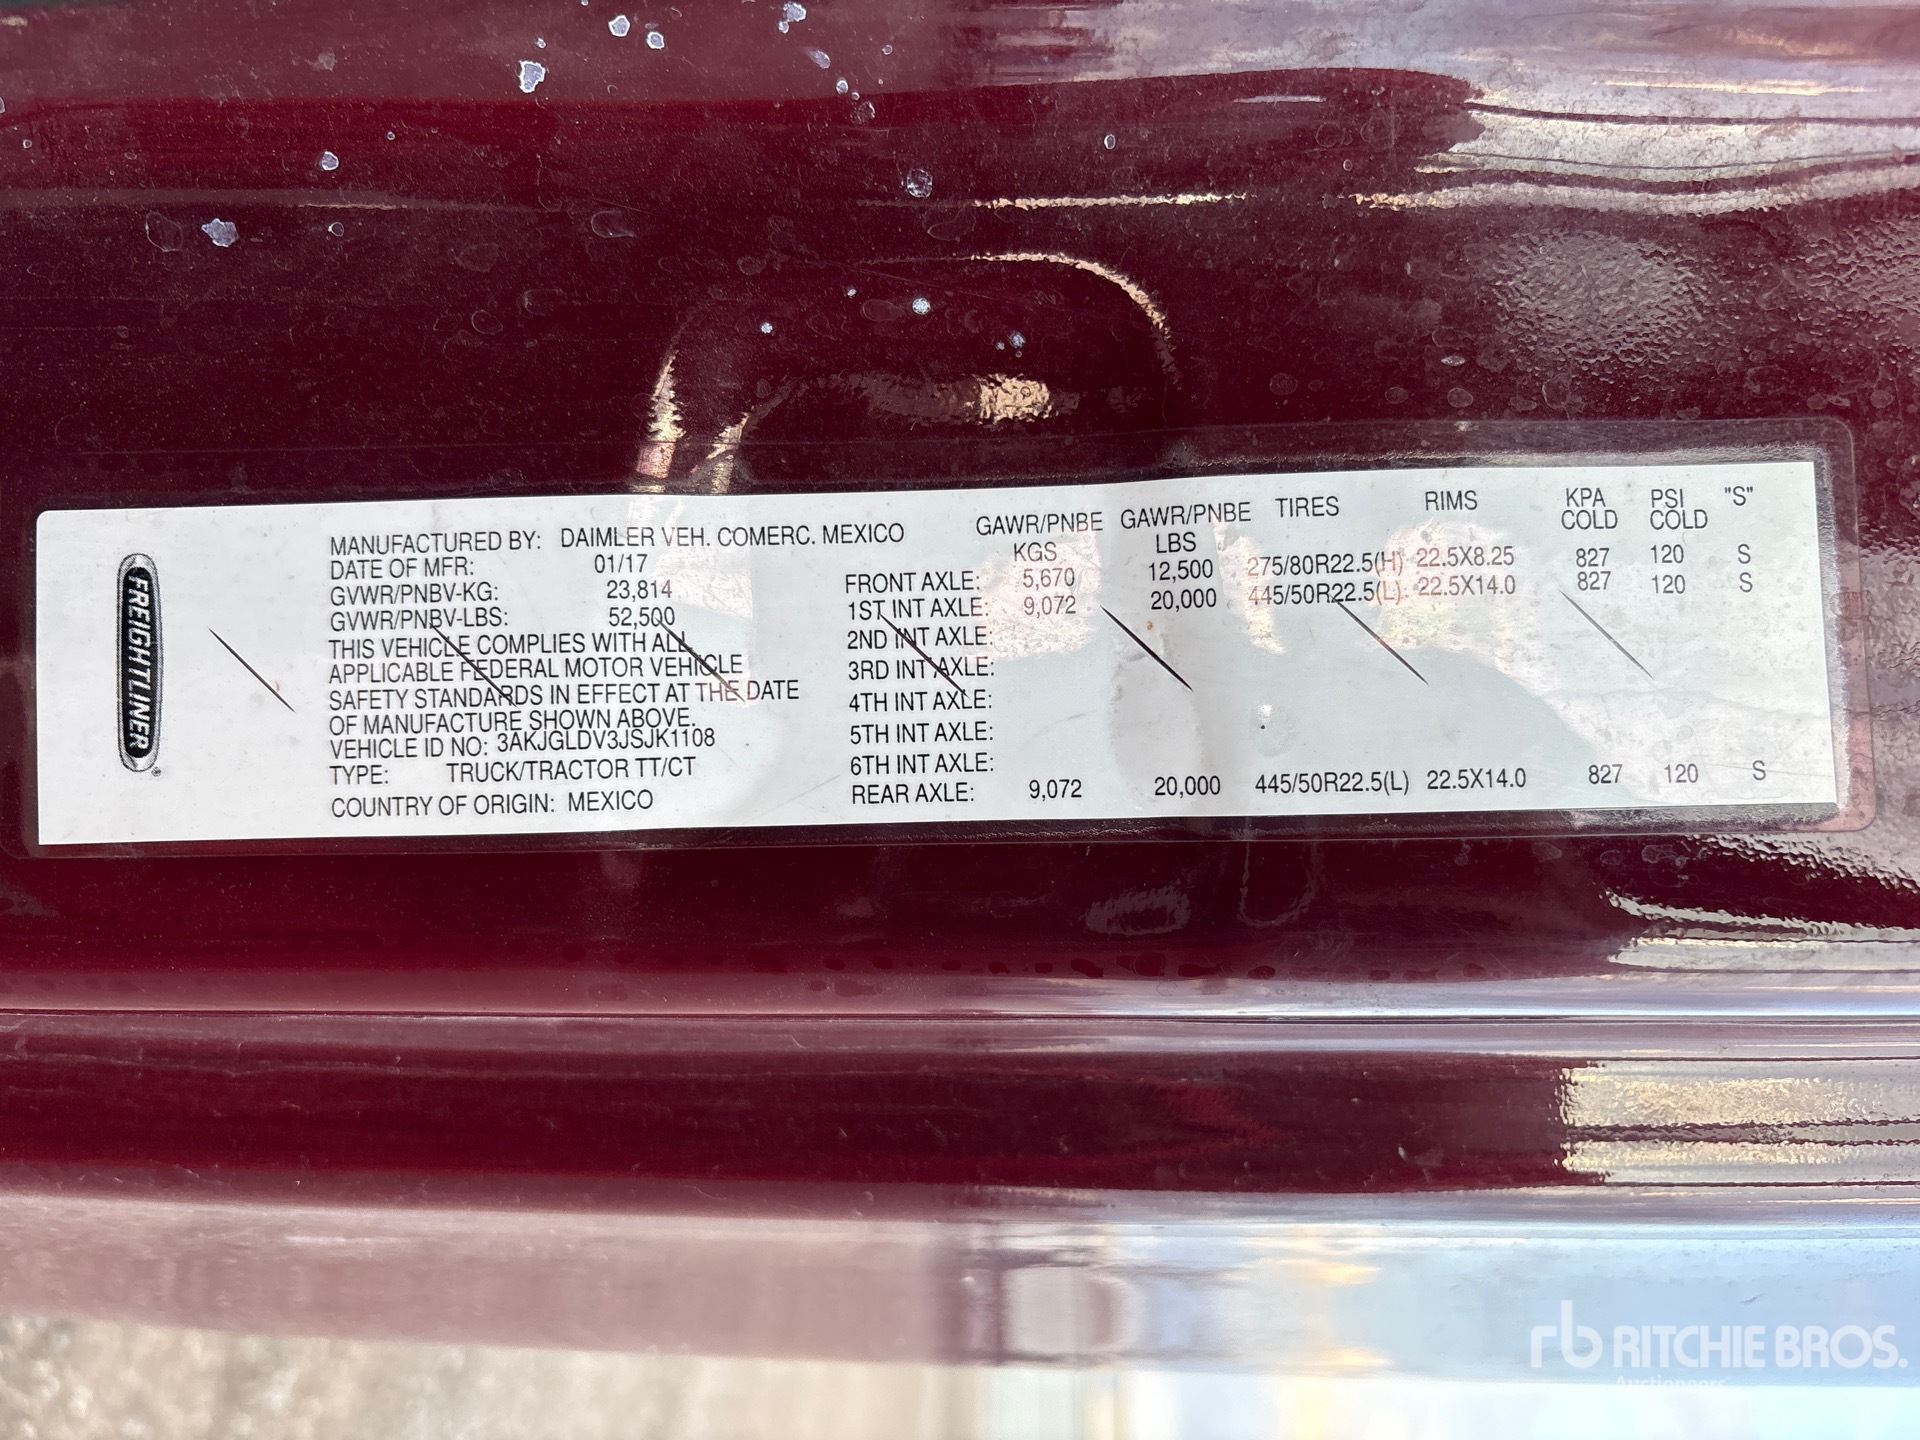 FREIGHTLINER
MANUFACTURED BY: DAIMLER VEH. COMERC. MEXICO
DATE OF MFR: 01/17
GVWR/PNBV-KG: 23,814
GVWR/PNBV-LBS: 52,500
THIS VEHICLE COMPLIES WITH ALL
APPLICABLE FEDERAL MOTOR VEHICLE
SAFETY STANDARDS IN EFFECT AT THE DATE
OF MANUFACTURE SHOWN ABOVE.
VEHICLE ID NO: 3AKJGLDV3JSJK1108
TYPE: TRUCK/TRACTOR TT/CT
COUNTRY OF ORIGIN: MEXICO
GAWR/PNBE GAWR/PNBE TIRES RIMS KPA PSI "S"
KGS LBS COLD COLD
FRONT AXLE: 5,670 12,500 275/80R22.5(H) 22.5X8.25 827 120 S
1ST INT AXLE: 9,072 20,000 445/50R22.5(L) 22.5X14.0 827 120 S
2ND INT AXLE:
3RD INT AXLE:
4TH INT AXLE:
5TH INT AXLE:
6TH INT AXLE:
REAR AXLE: 9,072 20,000 445/50R22.5(L) 22.5X14.0 827 120 S
rb RITCHIE BROS.
Auctioneers